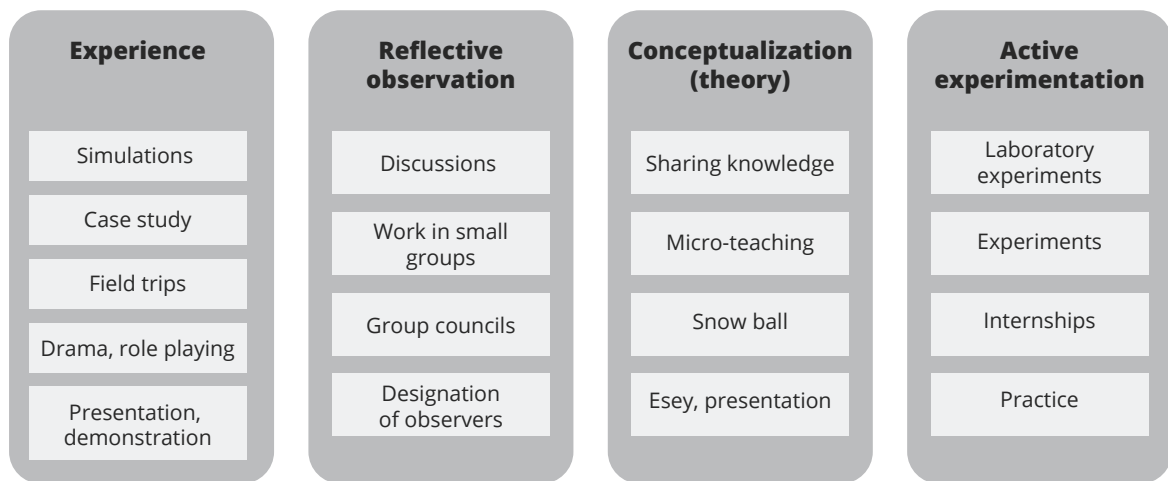 Experience
Simulations
Case study
Field trips
Drama, role playing
Presentation,
demonstration
Reflective
observation
Discussions
Work in small
groups
Group councils
Designation
of observers
Conceptualization
(theory)
Sharing knowledge
Micro-teaching
Snow ball
Esey, presentation
Active
experimentation
Laboratory
experiments
Experiments
Internships
Practice